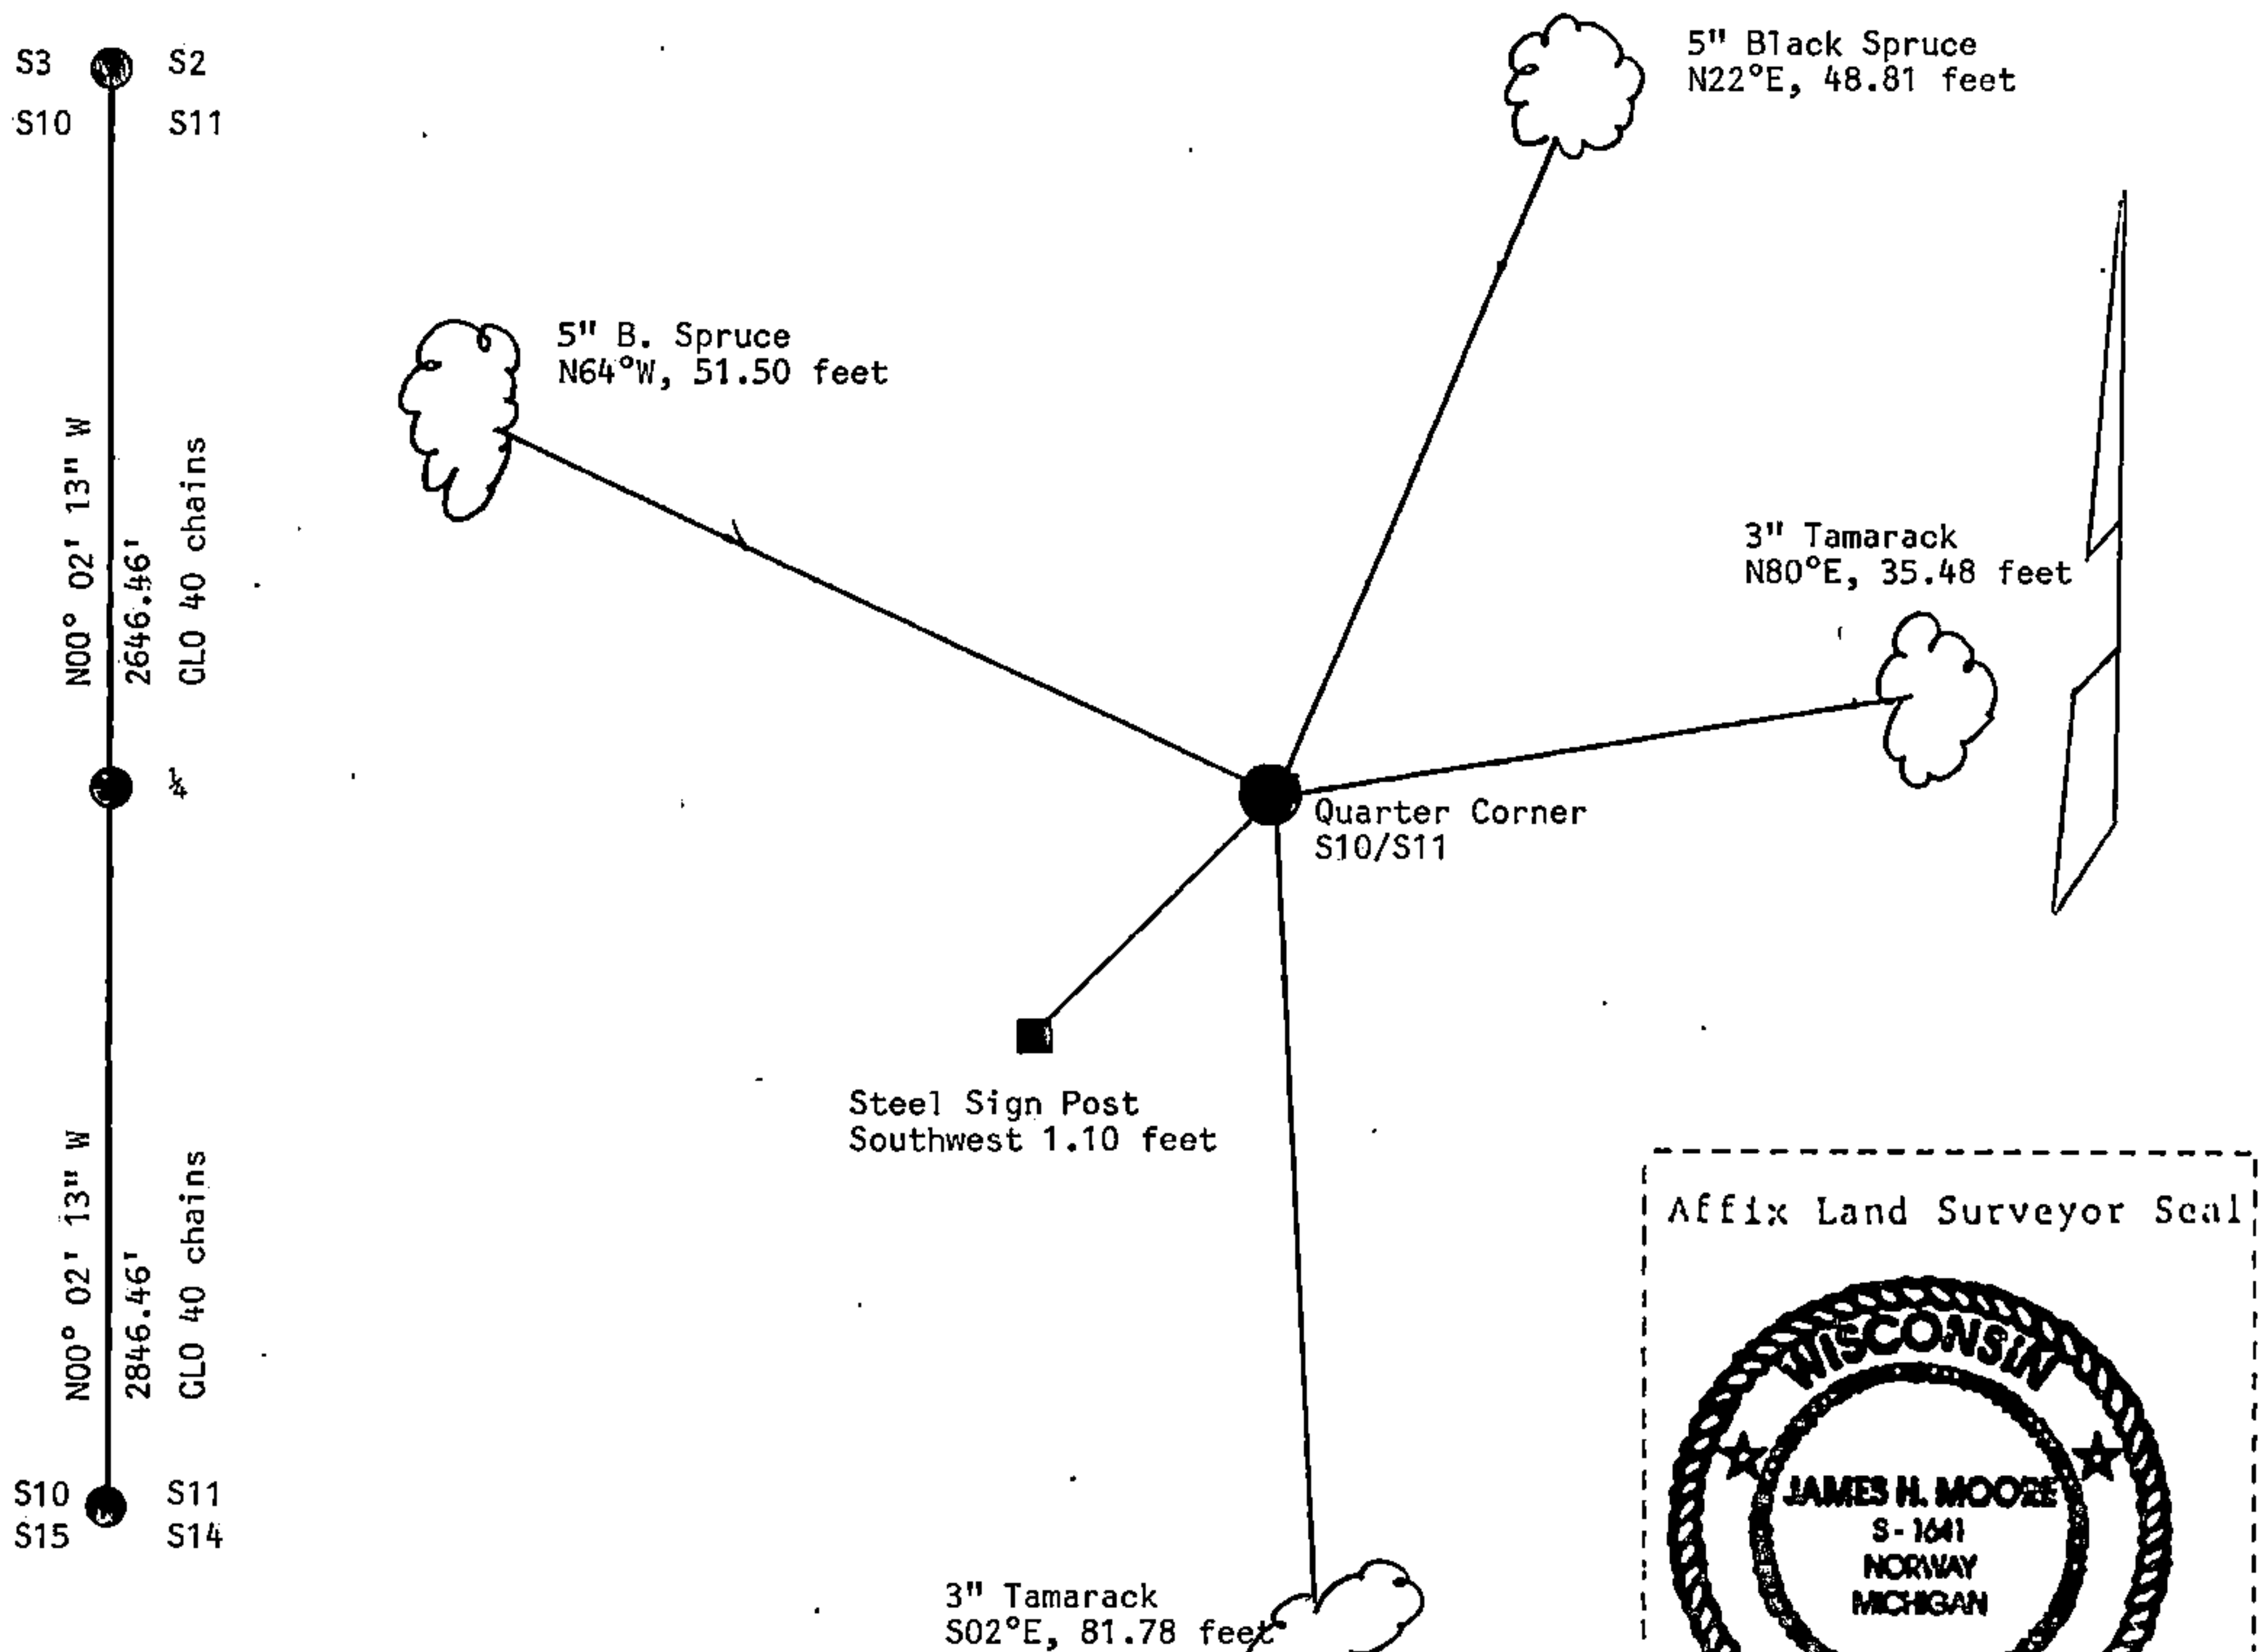 S3 S2
S10 S11
5" Black Spruce
N22°E, 48.81 feet
5" B. Spruce
N64°W, 51.50 feet
N00° 02' 13" W
2646.46'
GLO 40 chains
3" Tamarack
N80°E, 35.48 feet
¼
Quarter Corner
S10/S11
Steel Sign Post
Southwest 1.10 feet
N00° 02' 13" W
2846.46'
GLO 40 chains
S10 S11
S15 S14
3" Tamarack
S02°E, 81.78 feet
Affix Land Surveyor Seal
WISCONSIN
JAMES H. MOORE
S-1641
NORWAY
MICHIGAN